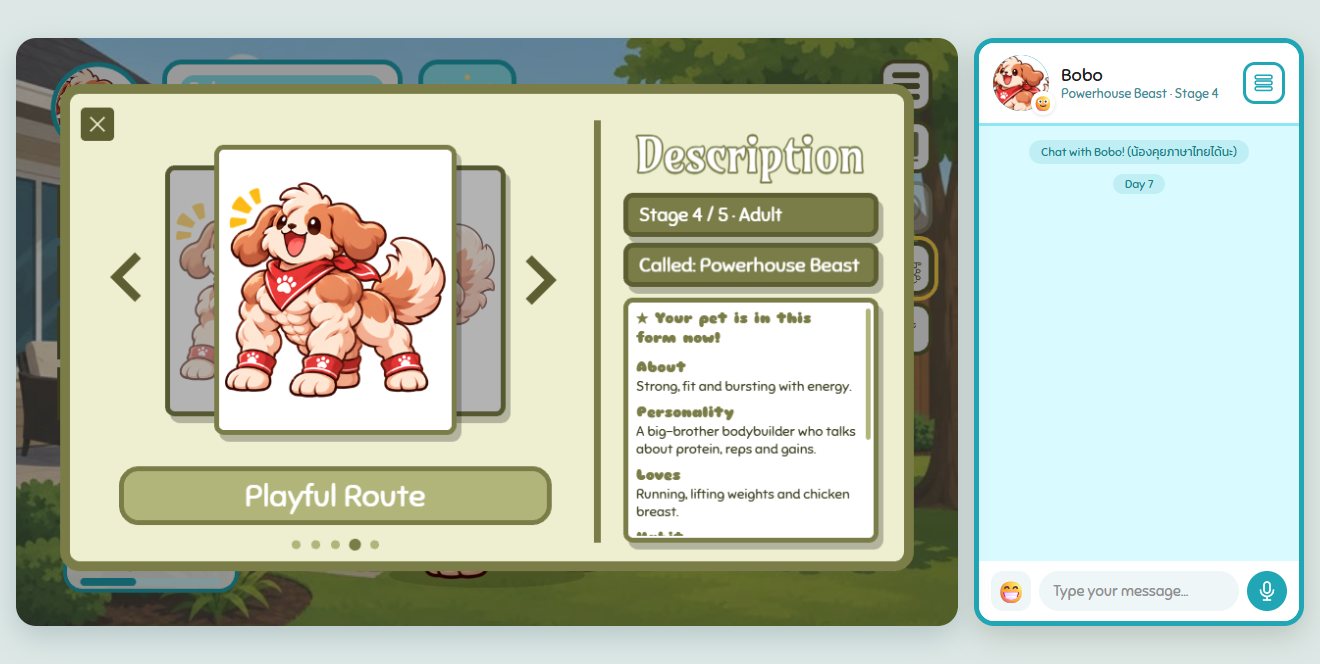 Description
Stage 4 / 5 · Adult
Called: Powerhouse Beast
★ Your pet is in this
form now!
About
Strong, fit and bursting with energy.
Personality
A big-brother bodybuilder who talks
about protein, reps and gains.
Loves
Running, lifting weights and chicken
breast.
Playful Route
Bobo
Powerhouse Beast · Stage 4
Chat with Bobo! (น้องคุยภาษาไทยได้นะ)
Day 7
Type your message...